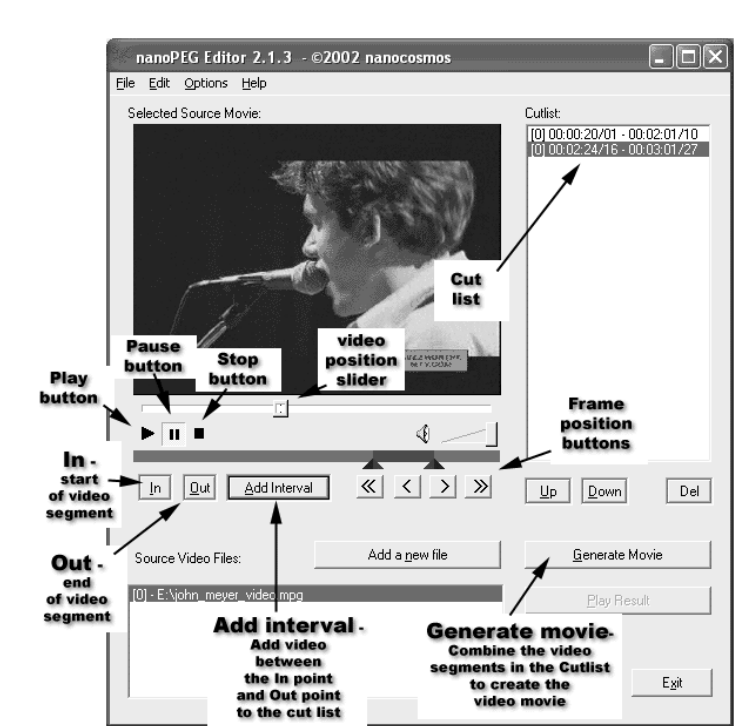 nanoPEG Editor 2.1.3 - ©2002 nanocosmos
File Edit Options Help
Selected Source Movie:
Cutlist:
[0] 00:00:20/01 - 00:02:01/10
[0] 00:02:24/16 - 00:03:01/27
Cut
list
Pause
button
Stop
button
video
position
slider
Play
button
Frame
position
buttons
In -
start
of video
segment
In Out Add Interval
Up Down Del
Out -
end
of video
segment
Source Video Files:
Add a new file
Generate Movie
[0] - E:\john_meyer_video.mpg
Play Result
Add interval -
Add video
between
the In point
and Out point
to the cut list
Generate movie-
Combine the video
segments in the Cutlist
to create the
video movie
Exit